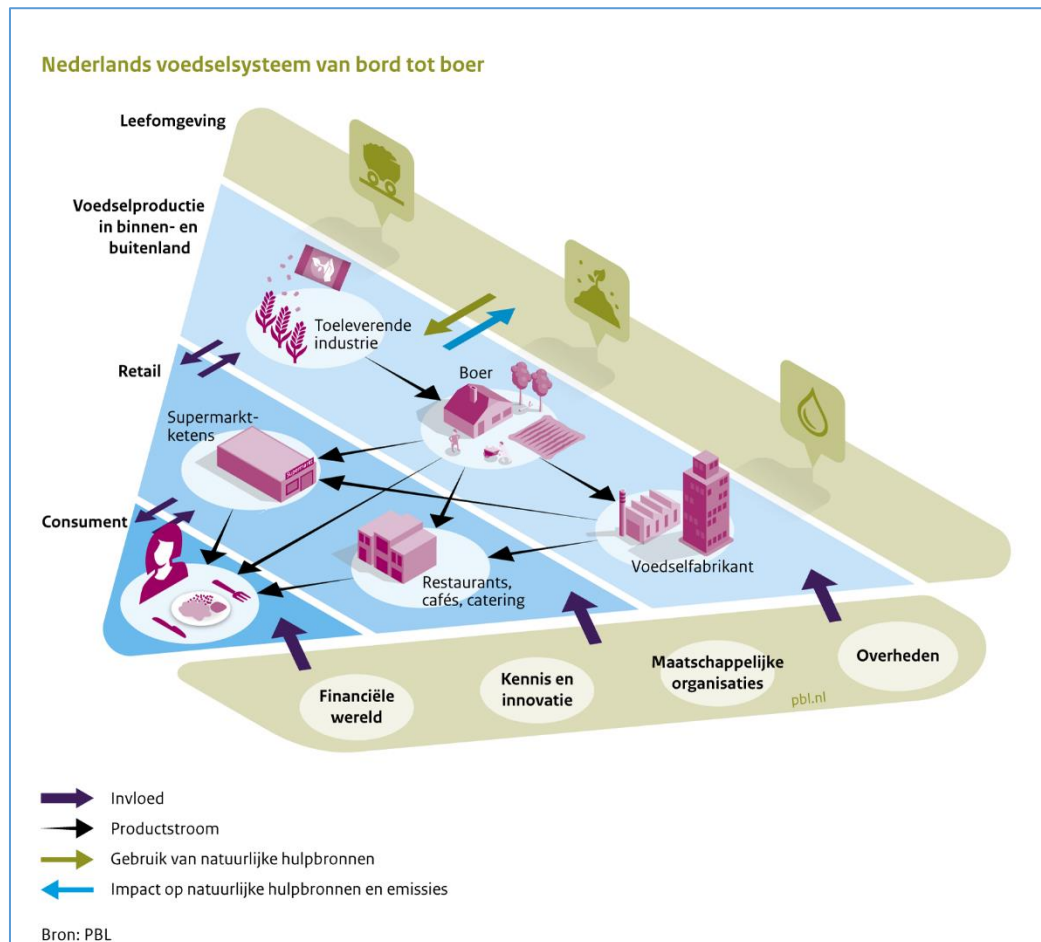 Nederlands voedselsysteem van bord tot boer
Leefomgeving
Voedselproductie
in binnen- en
buitenland
Toeleverende
industrie
Boer
Retail
Supermarkt-
ketens
Supermarkt
Consument
Restaurants,
cafés, catering
Voedselfabrikant
Financiële
wereld
Kennis en
innovatie
Maatschappelijke
organisaties
Overheden
pbl.nl
Invloed
Productstroom
Gebruik van natuurlijke hulpbronnen
Impact op natuurlijke hulpbronnen en emissies
Bron: PBL